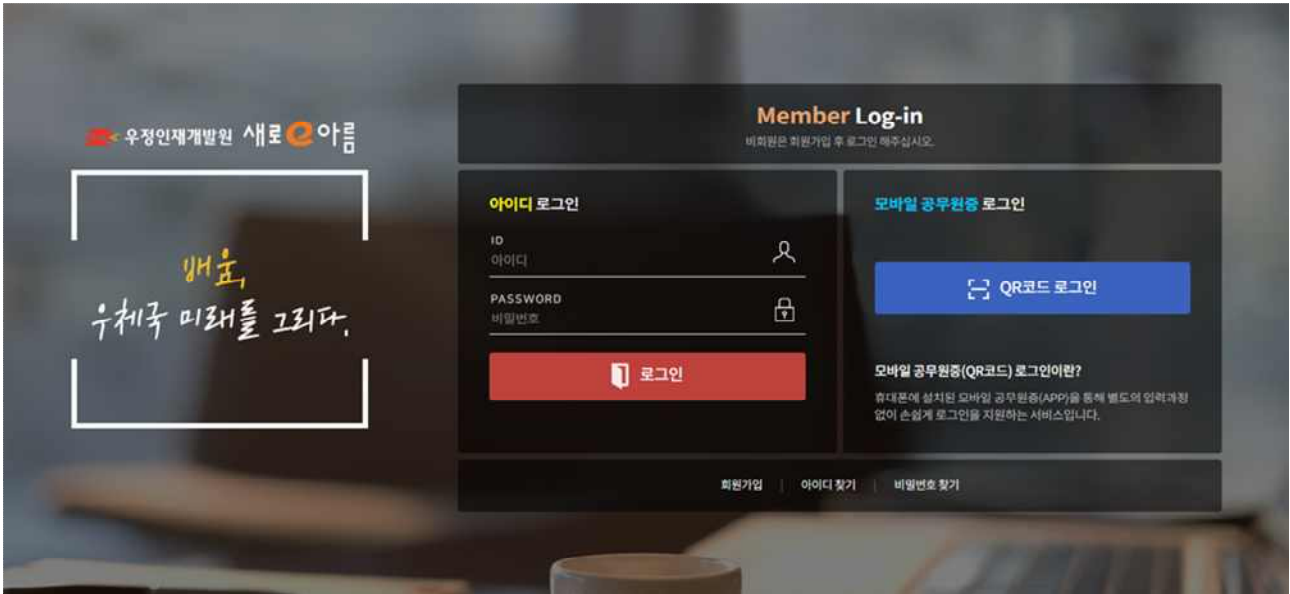 우정인재개발원 새로e아름
배움,
우체국 미래를 그리다.
Member Log-in
비회원은 회원가입 후 로그인 해주십시오.
아이디 로그인
ID
아이디
PASSWORD
비밀번호
로그인
모바일 공무원증 로그인
QR코드 로그인
모바일 공무원증(QR코드) 로그인이란?
휴대폰에 설치된 모바일 공무원증(APP)을 통해 별도의 입력과정
없이 손쉽게 로그인을 지원하는 서비스입니다.
회원가입 | 아이디 찾기 | 비밀번호 찾기